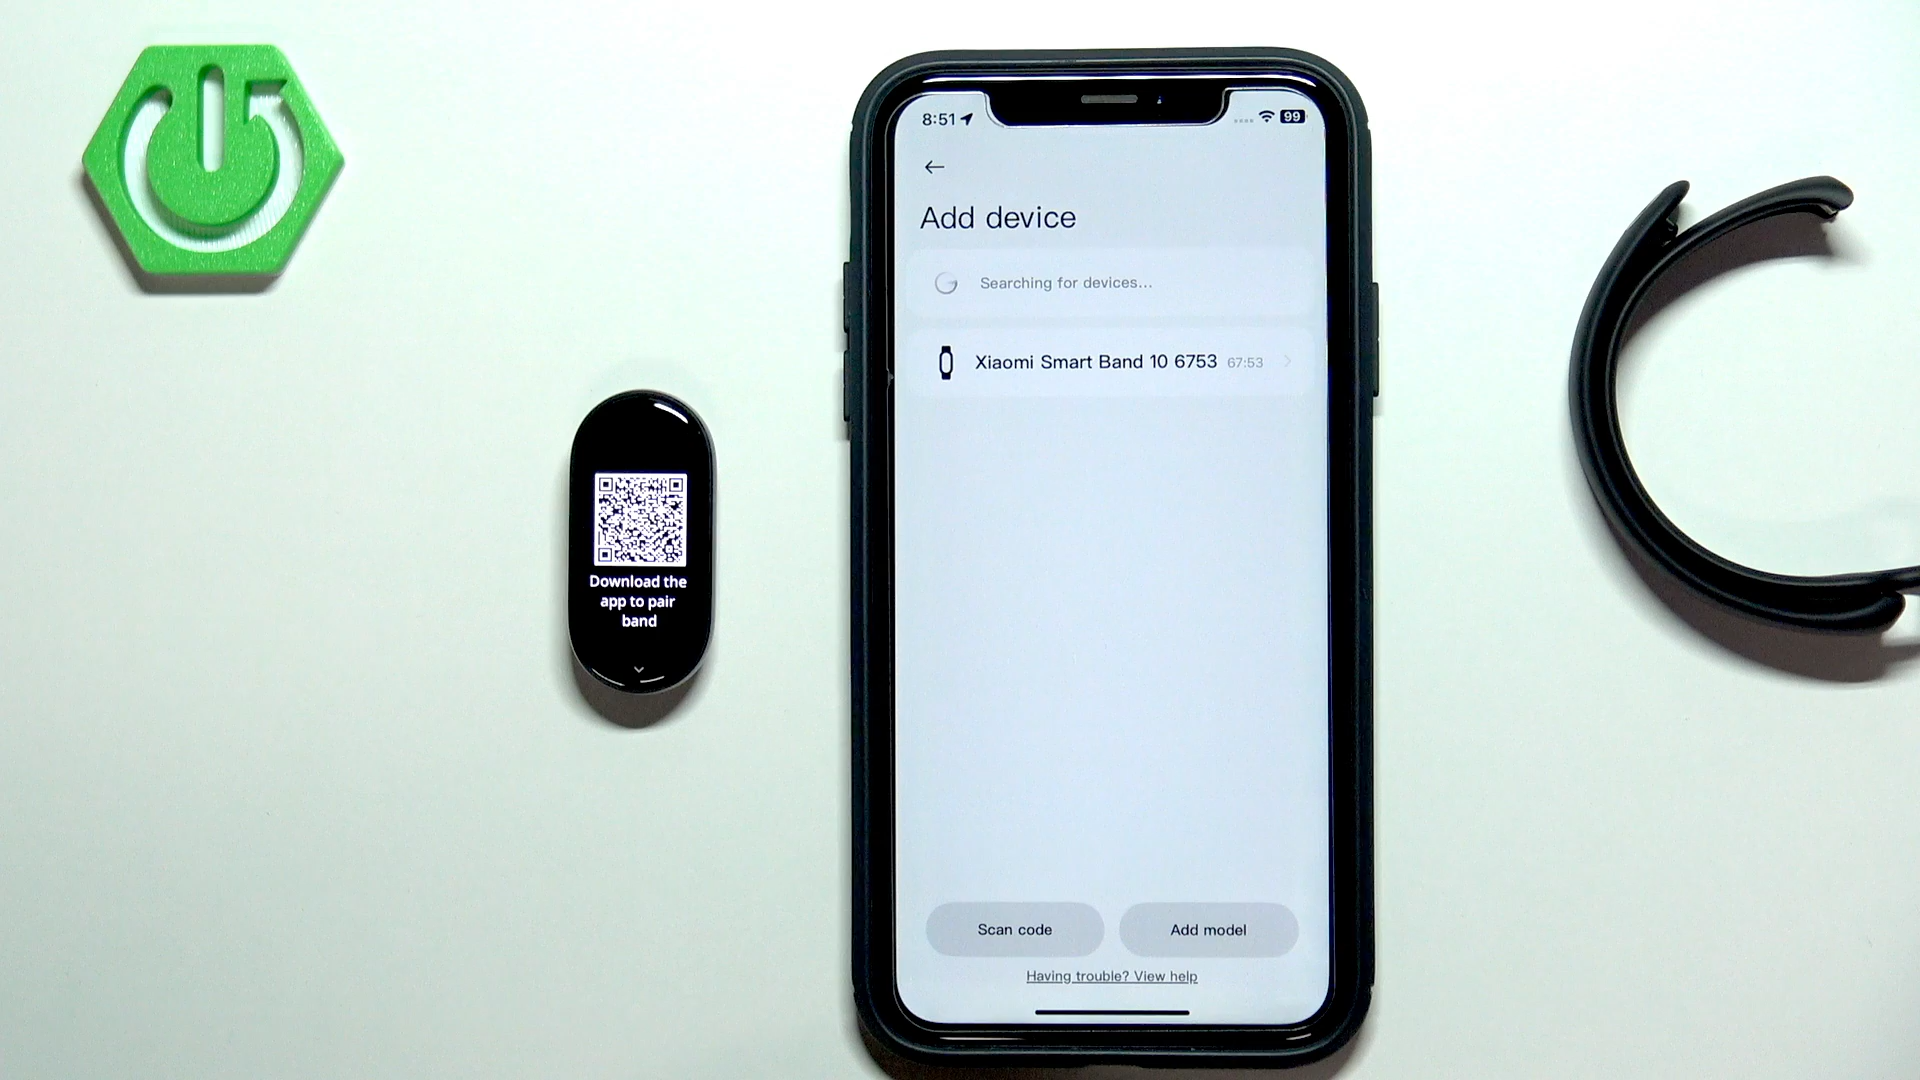 8:51
99
Add device
Searching for devices...
Xiaomi Smart Band 10 6753 67:53
Scan code
Add model
Having trouble? View help
Download the
app to pair
band